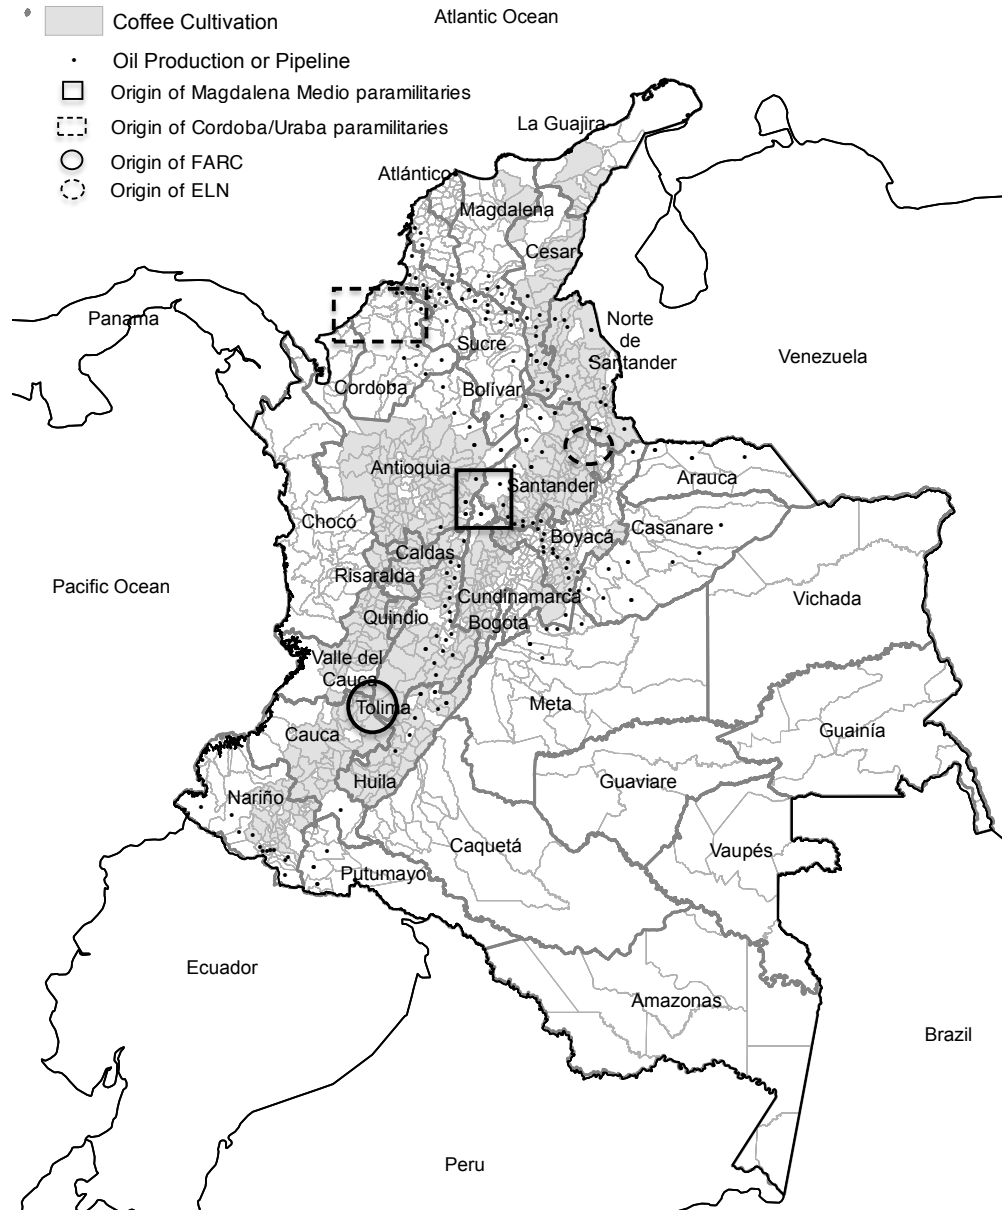 Atlantic Ocean
Coffee Cultivation
Oil Production or Pipeline
Origin of Magdalena Medio paramilitaries
Origin of Cordoba/Uraba paramilitaries
Origin of FARC
Origin of ELN
La Guajira
Atlántico
Magdalena
Cesar
Panama
Norte
de
Santander
Sucre
Venezuela
Cordoba
Bolívar
Antioquia
Santander
Arauca
Chocó
Casanare
Boyacá
Caldas
Risaralda
Pacific Ocean
Cundinamarca
Vichada
Quindio
Bogota
Valle del
Cauca
Tolima
Meta
Cauca
Guainía
Huila
Guaviare
Nariño
Caquetá
Vaupés
Putumayo
Ecuador
Amazonas
Brazil
Peru